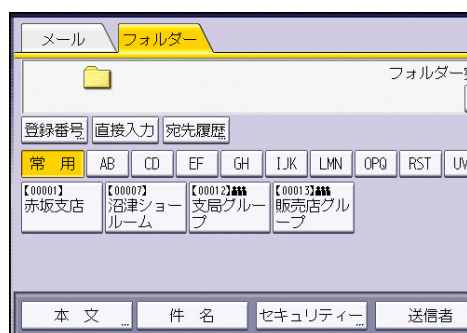 メール フォルダー
フォルダー宛
登録番号 直接入力 宛先履歴
常用 AB CD EF GH IJK LMN OPQ RST UV
【00001】 【00007】 【00012】 【00013】
赤坂支店 沼津ショー 支局グルー 販売店グル
ルーム プ ープ
本文 件名 セキュリティー 送信者